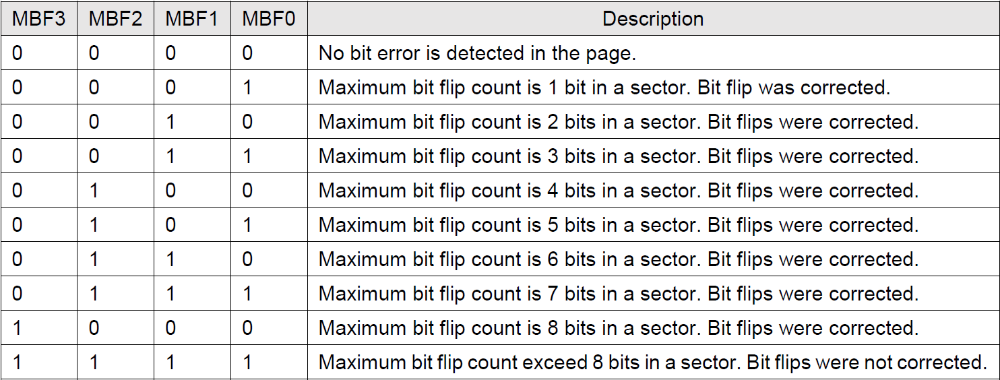 MBF3 MBF2 MBF1 MBF0 Description
0 0 0 0 No bit error is detected in the page.
0 0 0 1 Maximum bit flip count is 1 bit in a sector. Bit flip was corrected.
0 0 1 0 Maximum bit flip count is 2 bits in a sector. Bit flips were corrected.
0 0 1 1 Maximum bit flip count is 3 bits in a sector. Bit flips were corrected.
0 1 0 0 Maximum bit flip count is 4 bits in a sector. Bit flips were corrected.
0 1 0 1 Maximum bit flip count is 5 bits in a sector. Bit flips were corrected.
0 1 1 0 Maximum bit flip count is 6 bits in a sector. Bit flips were corrected.
0 1 1 1 Maximum bit flip count is 7 bits in a sector. Bit flips were corrected.
1 0 0 0 Maximum bit flip count is 8 bits in a sector. Bit flips were corrected.
1 1 1 1 Maximum bit flip count exceed 8 bits in a sector. Bit flips were not corrected.